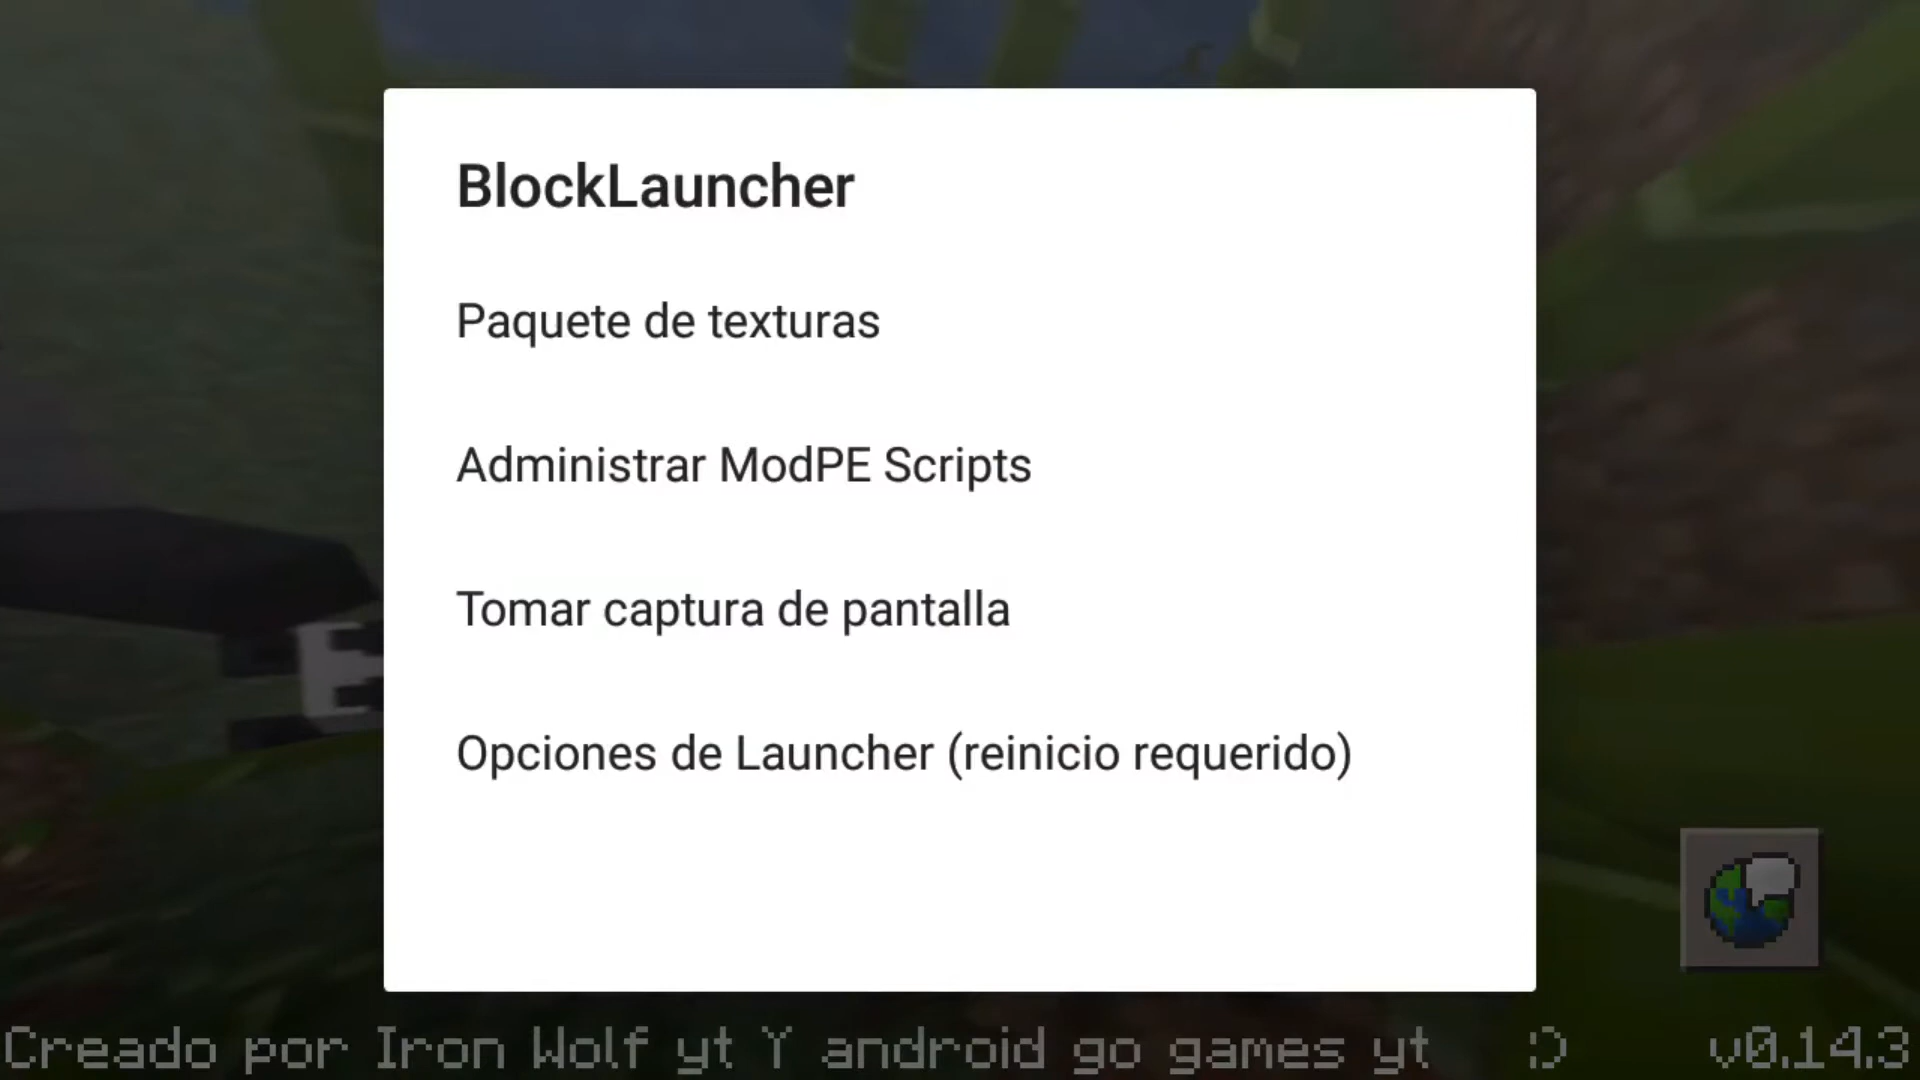 BlockLauncher
Paquete de texturas
Administrar ModPE Scripts
Tomar captura de pantalla
Opciones de Launcher (reinicio requerido)
Creado por Iron Wolf yt Y android go games yt :) v0.14.3